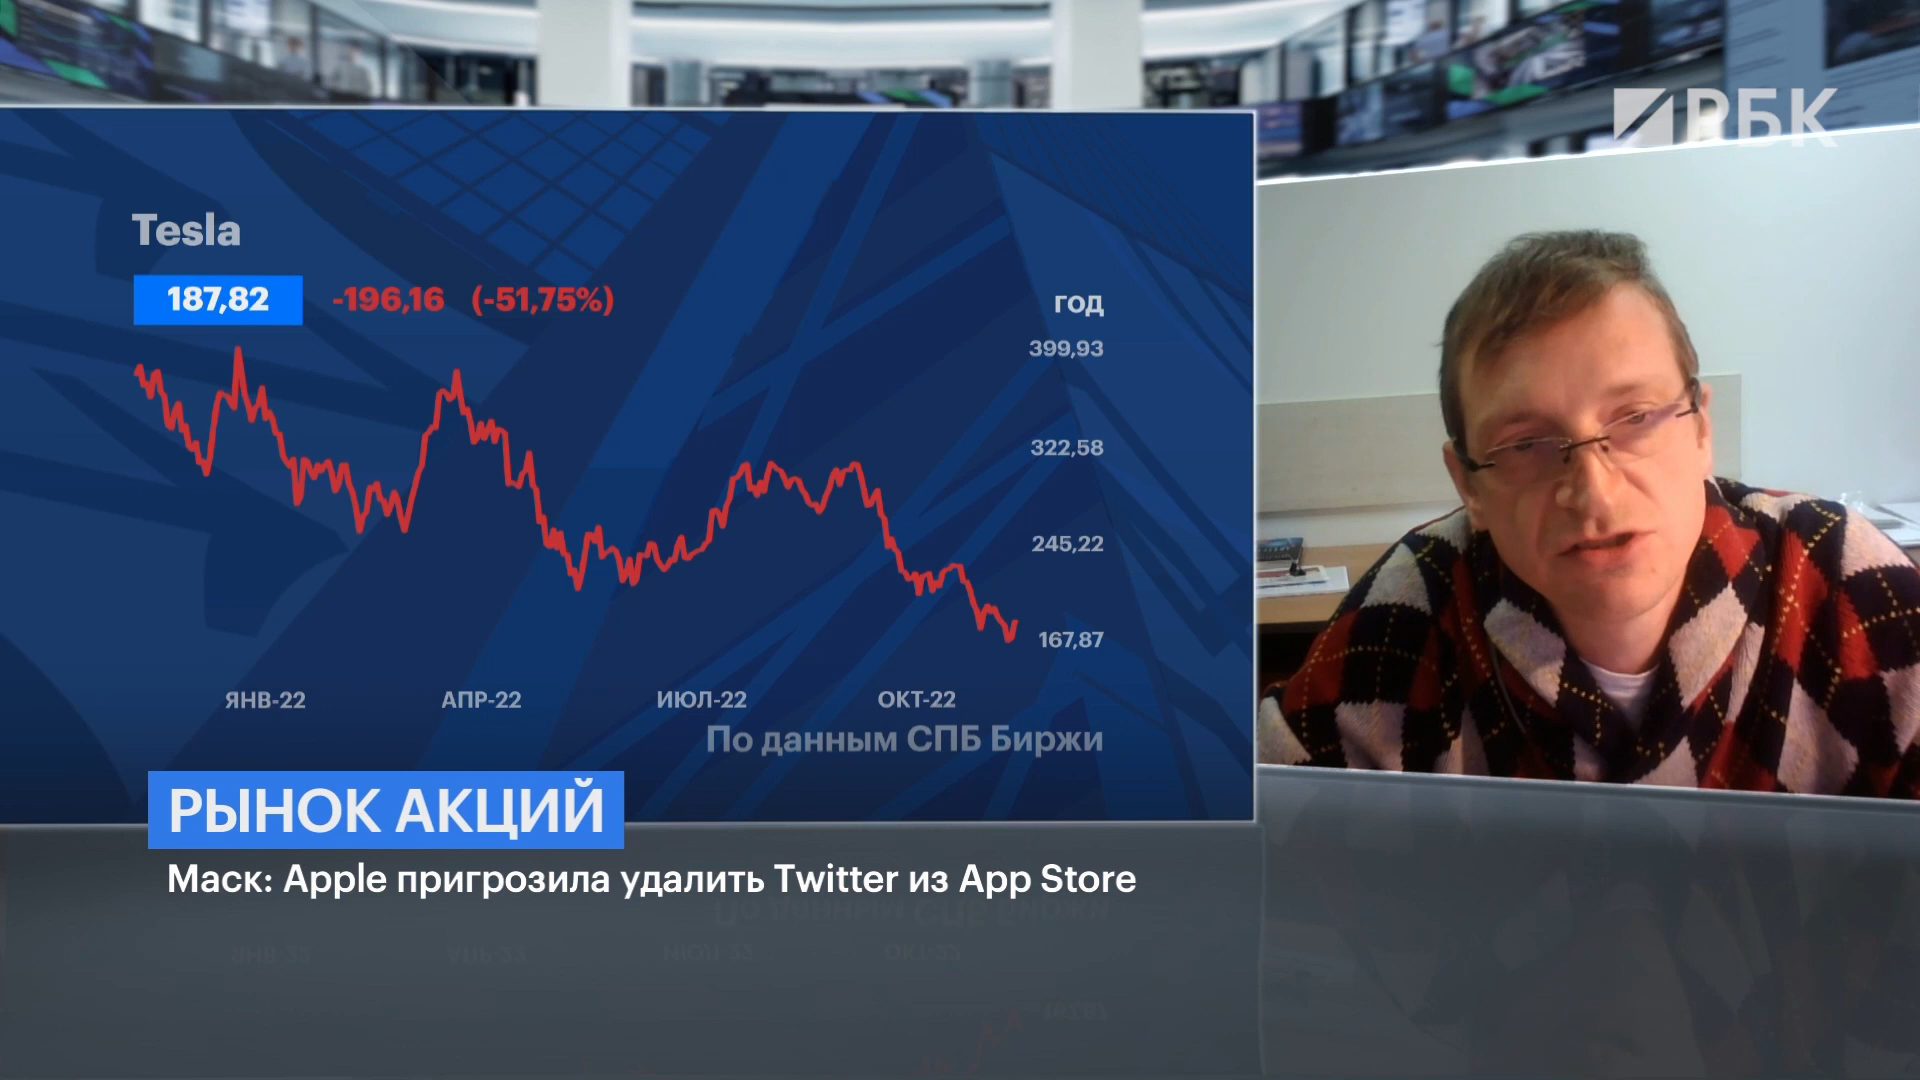 РБК
Tesla
187,82 -196,16 (-51,75%)
ГОД
399,93
322,58
245,22
167,87
ЯНВ-22 АПР-22 ИЮЛ-22 ОКТ-22
По данным СПБ Биржи
РЫНОК АКЦИЙ
Маск: Apple пригрозила удалить Twitter из App Store